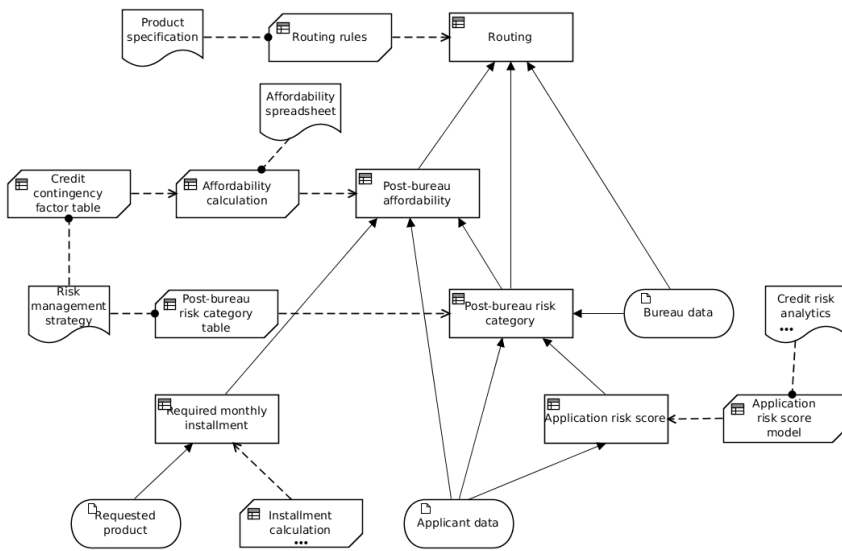 Product
specification
Routing rules
Routing
Affordability
spreadsheet
Credit
contingency
factor table
Affordability
calculation
Post-bureau
affordability
Risk
management
strategy
Post-bureau
risk category
table
Post-bureau risk
category
Bureau data
Credit risk
analytics
•••
Required monthly
installment
Application risk score
Application
risk score
model
Requested
product
Installment
calculation
•••
Applicant data